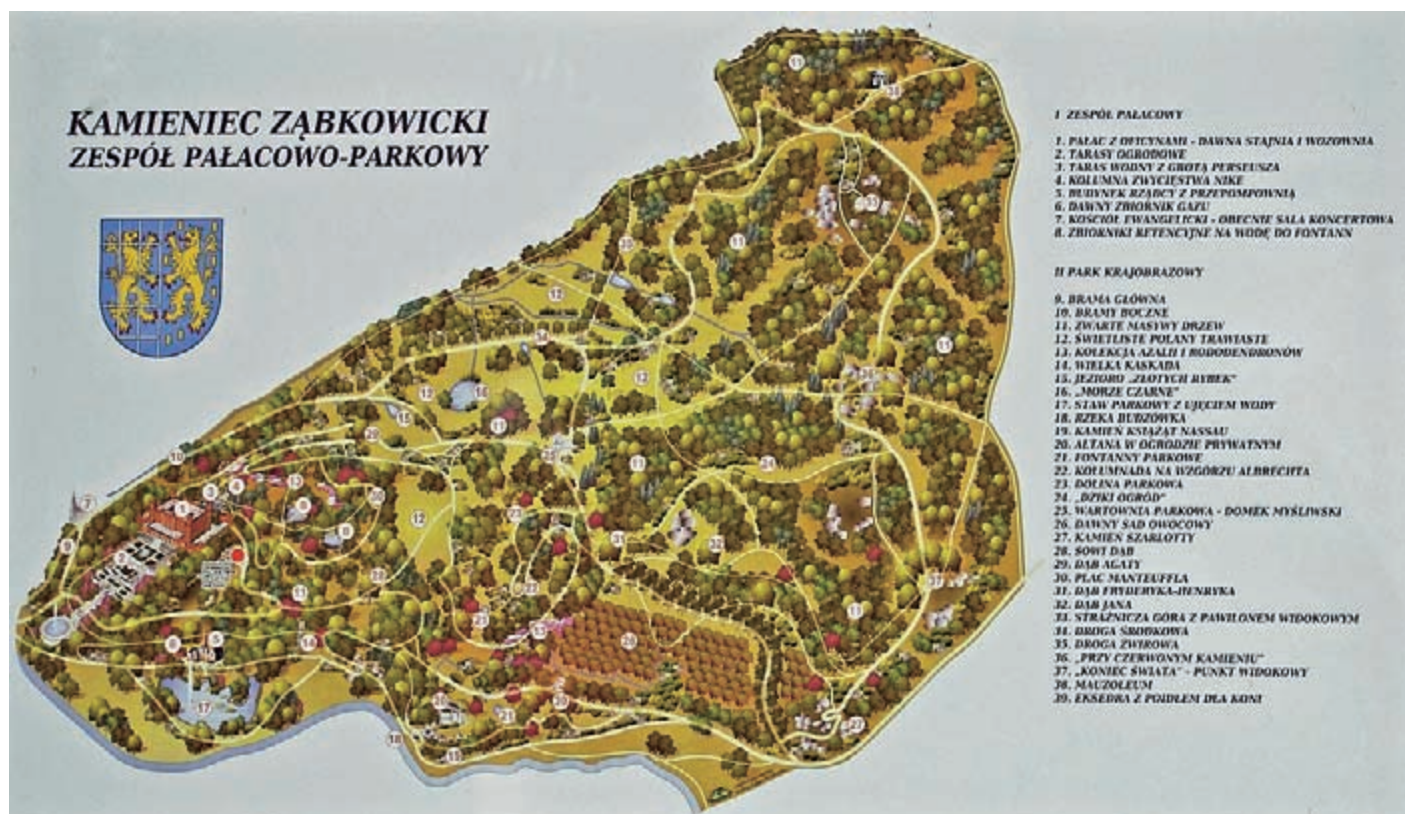 KAMIENIEC ZĄBKOWICKI
ZESPÓŁ PAŁACOWO-PARKOWY
I ZESPÓŁ PAŁACOWY
1. PAŁAC Z OFICYNAMI - DAWNA STAJNIA I WOZOWNIA
2. TARASY OGRODOWE
3. TARAS WODNY Z GROTĄ PERSEUSZA
4. KOLUMNA ZWYCIĘSTWA NIKE
5. BUDYNEK RZĄDCY Z PRZEPOMPOWNIĄ
6. DAWNY ZBIORNIK GAZU
7. KOŚCIÓŁ EWANGELICKI - OBECNIE SALA KONCERTOWA
8. ZBIORNIKI RETENCYJNE NA WODĘ DO FONTANN
II PARK KRAJOBRAZOWY
9. BRAMA GŁÓWNA
10. BRAMY BOCZNE
11. ZWARTE MASYWY DRZEW
12. ŚWIETLISTE POLANY TRAWIASTE
13. KOLEKCJA AZALII I RODODENDRONÓW
14. WIELKA KASKADA
15. JEZIORO „ZŁOTYCH RYBEK"
16. „MORZE CZARNE"
17. STAW PARKOWY Z UJĘCIEM WODY
18. RZEKA BUDZÓWKA
19. KAMIEŃ KSIĄŻĄT NASSAU
20. ALTANA W OGRODZIE PRYWATNYM
21. FONTANNY PARKOWE
22. KOLUMNADA NA WZGÓRZU ALBRECHTA
23. DOLINA PARKOWA
24. „DZIKI OGRÓD"
25. WARTOWNIA PARKOWA - DOMEK MYŚLIWSKI
26. DAWNY SAD OWOCOWY
27. KAMIEŃ SZARLOTTY
28. SOWI DĄB
29. DĄB AGATY
30. PLAC MANTEUFFLA
31. DĄB FRYDERYKA-HENRYKA
32. DĄB JANA
33. STRAŻNICZA GÓRA Z PAWILONEM WIDOKOWYM
34. DROGA ŚRODKOWA
35. DROGA ŻWIROWA
36. „PRZY CZERWONYM KAMIENIU"
37. „KONIEC ŚWIATA" - PUNKT WIDOKOWY
38. MAUZOLEUM
39. EKSEDRA Z POIDŁEM DLA KONI